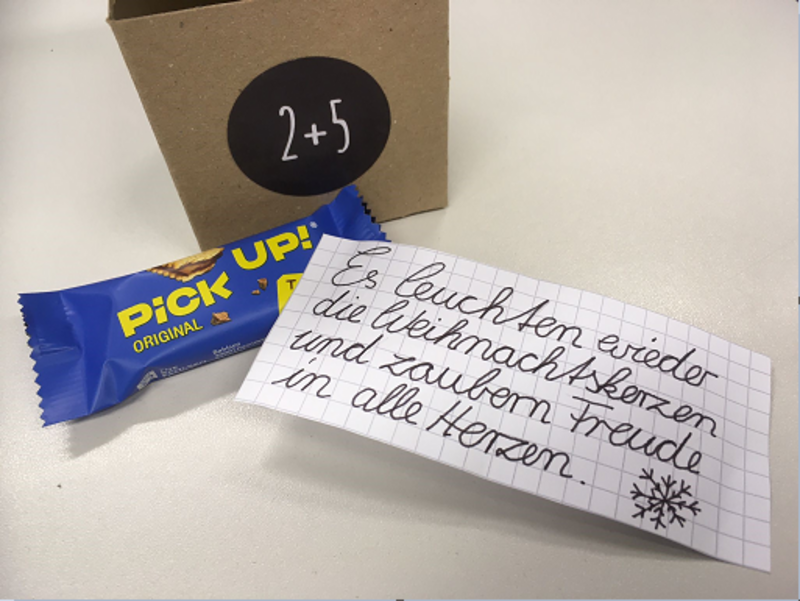 2+5
PiCK UP!
ORIGINAL
Es leuchten wieder
die Weihnachtskerzen
und zaubern Freude
in alle Herzen.